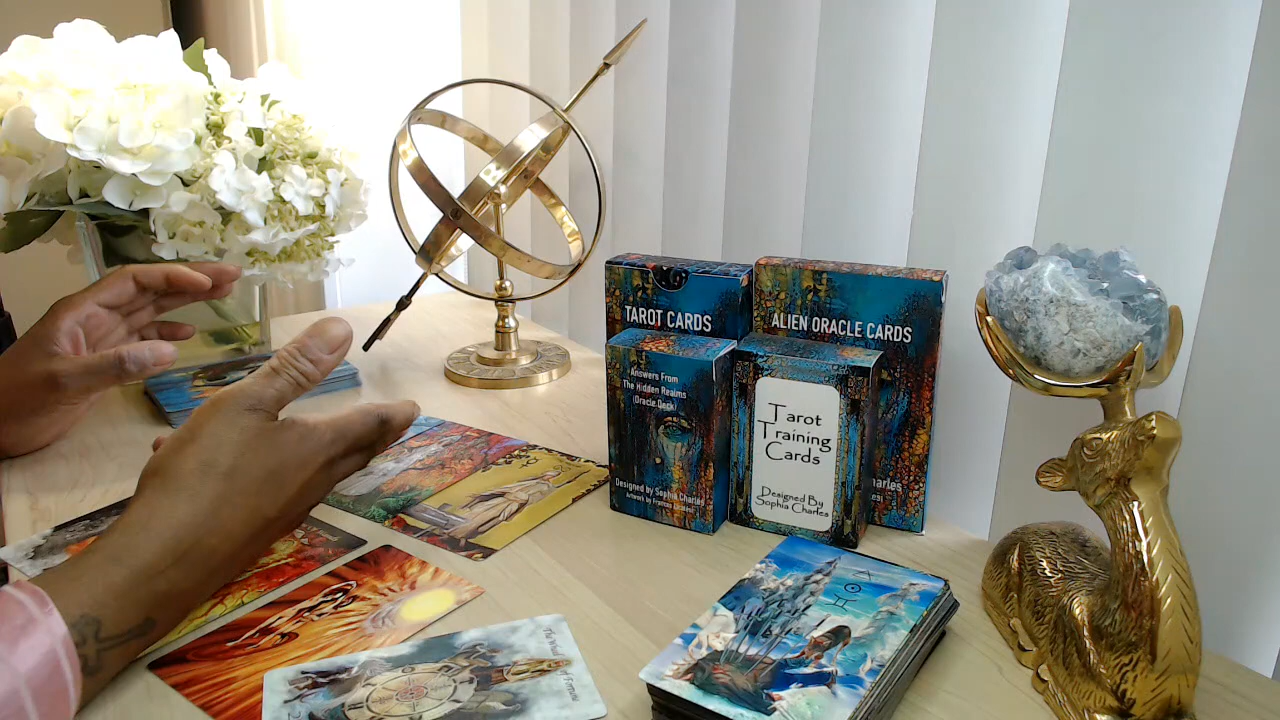 TAROT CARDS
ALIEN ORACLE CARDS
Answers From
The Hidden Realms
(Oracle Deck)
Designed by Sophia Charles
Tarot
Training
Cards
Designed By
Sophia Charles
The Wheel of Fortune